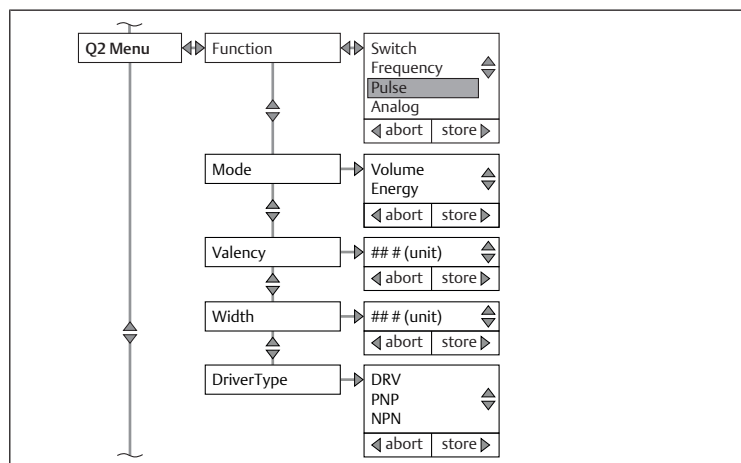 Q2 Menu
Function
Switch
Frequency
Pulse
Analog
abort store
Mode
Volume
Energy
abort store
Valency
## # (unit)
abort store
Width
## # (unit)
abort store
DriverType
DRV
PNP
NPN
abort store